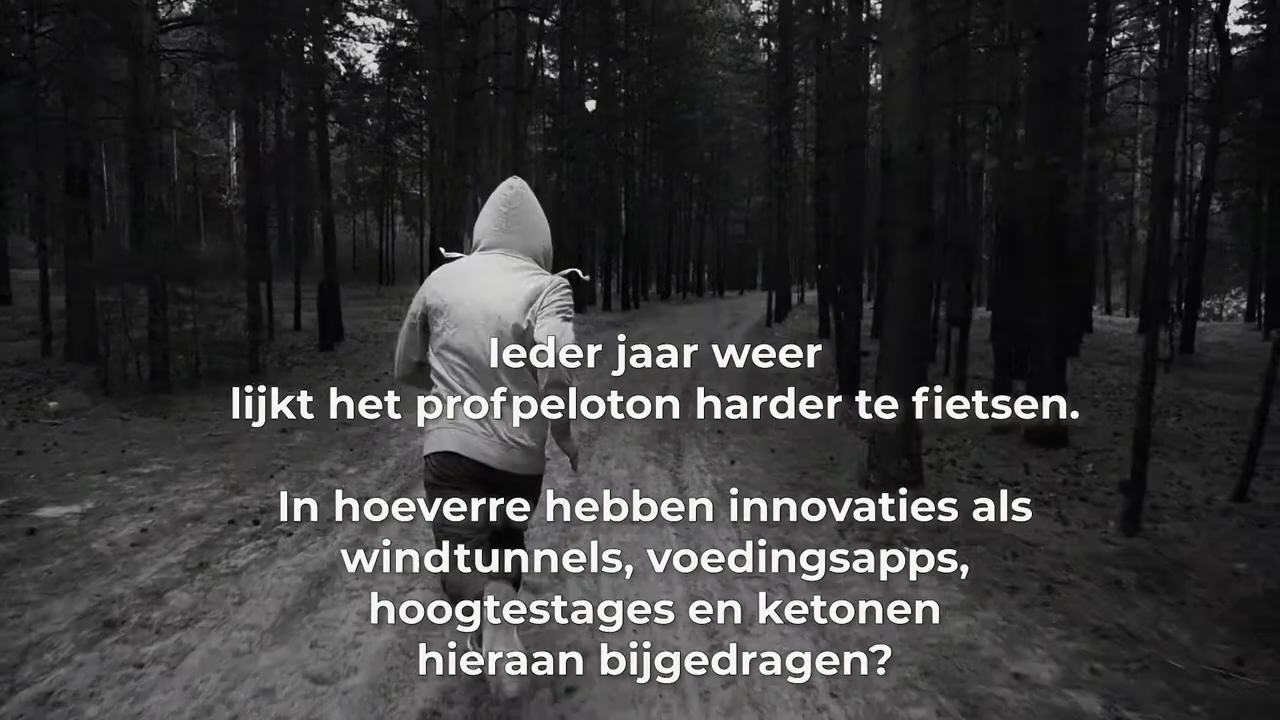 Ieder jaar weer
lijkt het profpeloton harder te fietsen.
In hoeverre hebben innovaties als
windtunnels, voedingsapps,
hoogtestages en ketonen
hieraan bijgedragen?